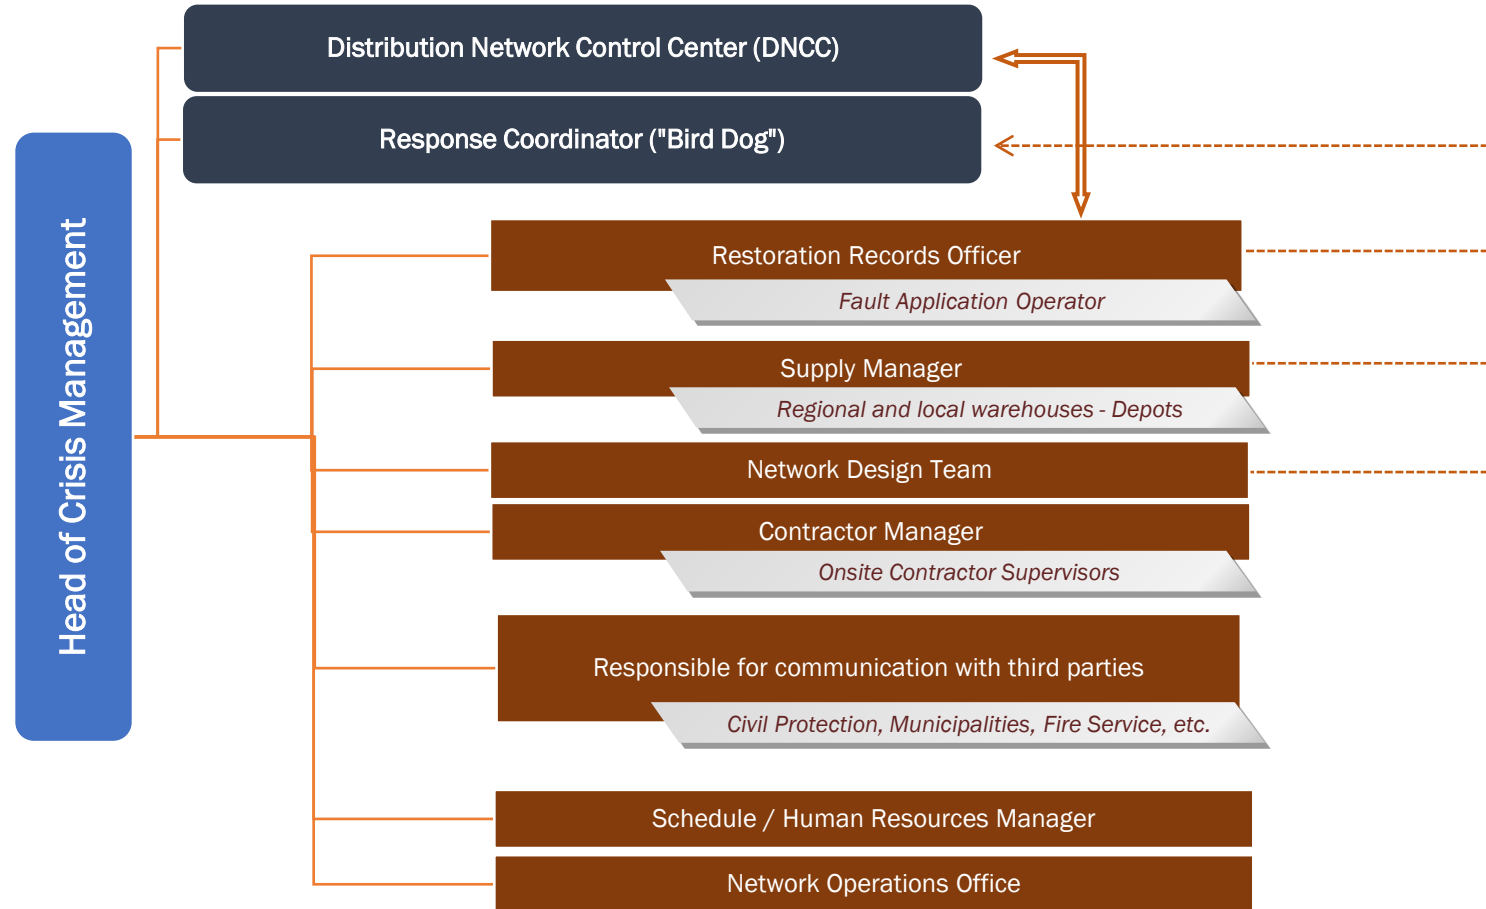 Distribution Network Control Center (DNCC)
Response Coordinator ("Bird Dog")
Head of Crisis Management
Restoration Records Officer
Fault Application Operator
Supply Manager
Regional and local warehouses - Depots
Network Design Team
Contractor Manager
Onsite Contractor Supervisors
Responsible for communication with third parties
Civil Protection, Municipalities, Fire Service, etc.
Schedule / Human Resources Manager
Network Operations Office